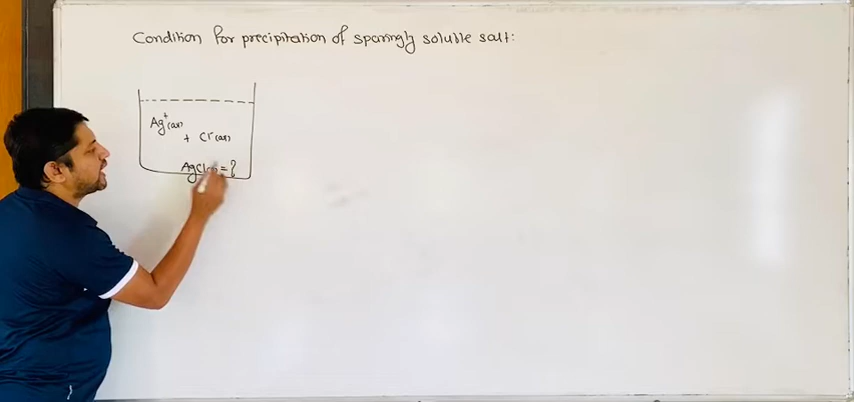 Condition for precipitation of sparingly soluble salt:
Ag⁺(aq)
+ Cl⁻(aq)
AgCl(s) = ?